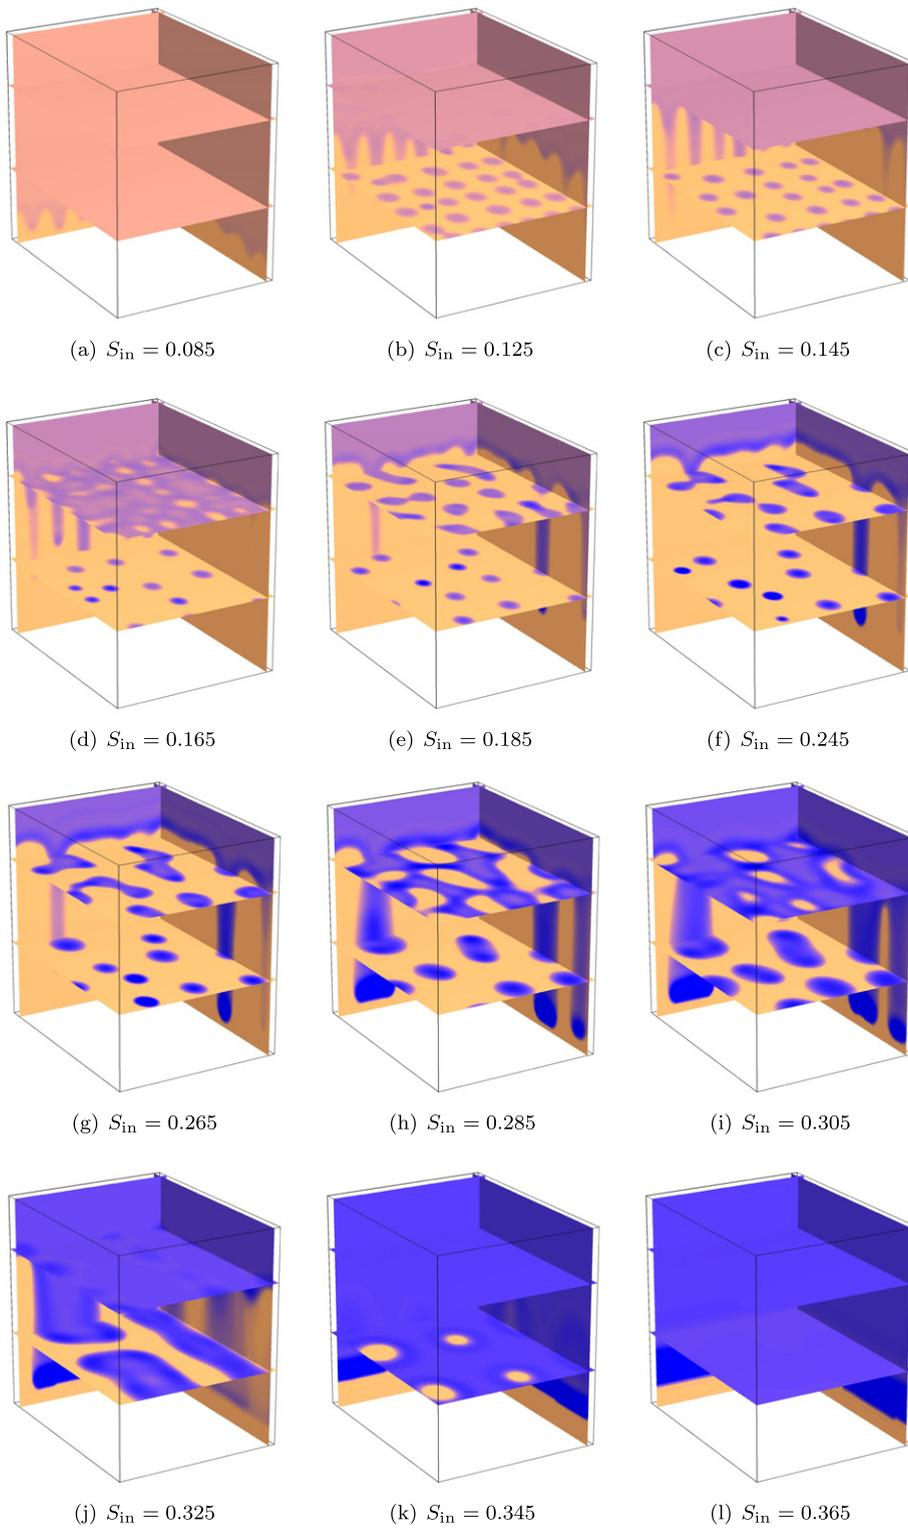 (a) S_in = 0.085
(b) S_in = 0.125
(c) S_in = 0.145
(d) S_in = 0.165
(e) S_in = 0.185
(f) S_in = 0.245
(g) S_in = 0.265
(h) S_in = 0.285
(i) S_in = 0.305
(j) S_in = 0.325
(k) S_in = 0.345
(l) S_in = 0.365